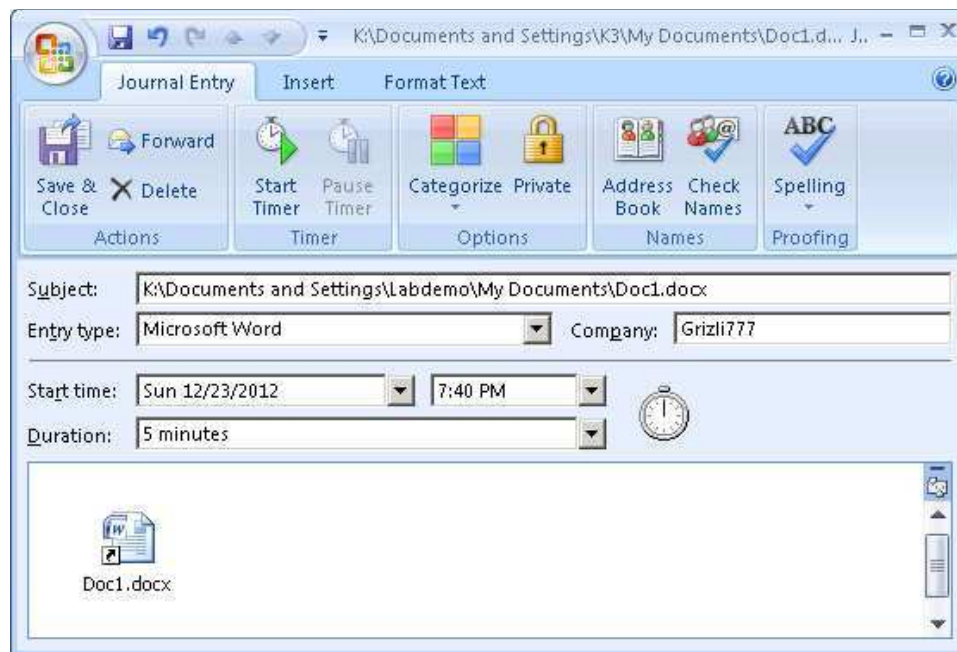 K:\Documents and Settings\K3\My Documents\Doc1.d... J..
Journal Entry Insert Format Text
Save & Close
Forward
Delete
Actions
Start Timer
Pause Timer
Timer
Categorize
Private
Options
Address Book
Check Names
Names
ABC
Spelling
Proofing
Subject: K:\Documents and Settings\Labdemo\My Documents\Doc1.docx
Entry type: Microsoft Word Company: Grizli777
Start time: Sun 12/23/2012 7:40 PM
Duration: 5 minutes
Doc1.docx